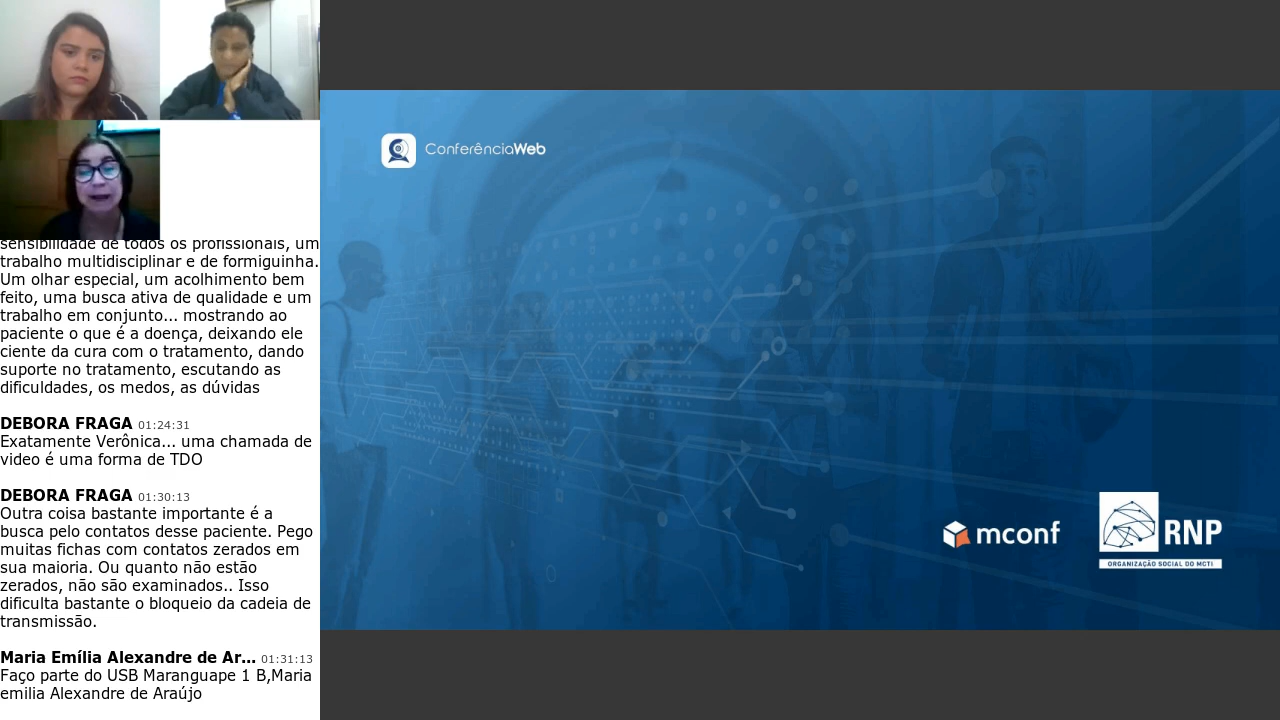 sensibilidade de todos os profissionais, um
trabalho multidisciplinar e de formiguinha.
Um olhar especial, um acolhimento bem
feito, uma busca ativa de qualidade e um
trabalho em conjunto... mostrando ao
paciente o que é a doença, deixando ele
ciente da cura com o tratamento, dando
suporte no tratamento, escutando as
dificuldades, os medos, as dúvidas
DEBORA FRAGA 01:24:31
Exatamente Verônica... uma chamada de
video é uma forma de TDO
DEBORA FRAGA 01:30:13
Outra coisa bastante importante é a
busca pelo contatos desse paciente. Pego
muitas fichas com contatos zerados em
sua maioria. Ou quanto não estão
zerados, não são examinados.. Isso
dificulta bastante o bloqueio da cadeia de
transmissão.
Maria Emília Alexandre de Ar... 01:31:13
Faço parte do USB Maranguape 1 B,Maria
emilia Alexandre de Araújo
ConferênciaWeb
mconf
RNP
ORGANIZAÇÃO SOCIAL DO MCTI